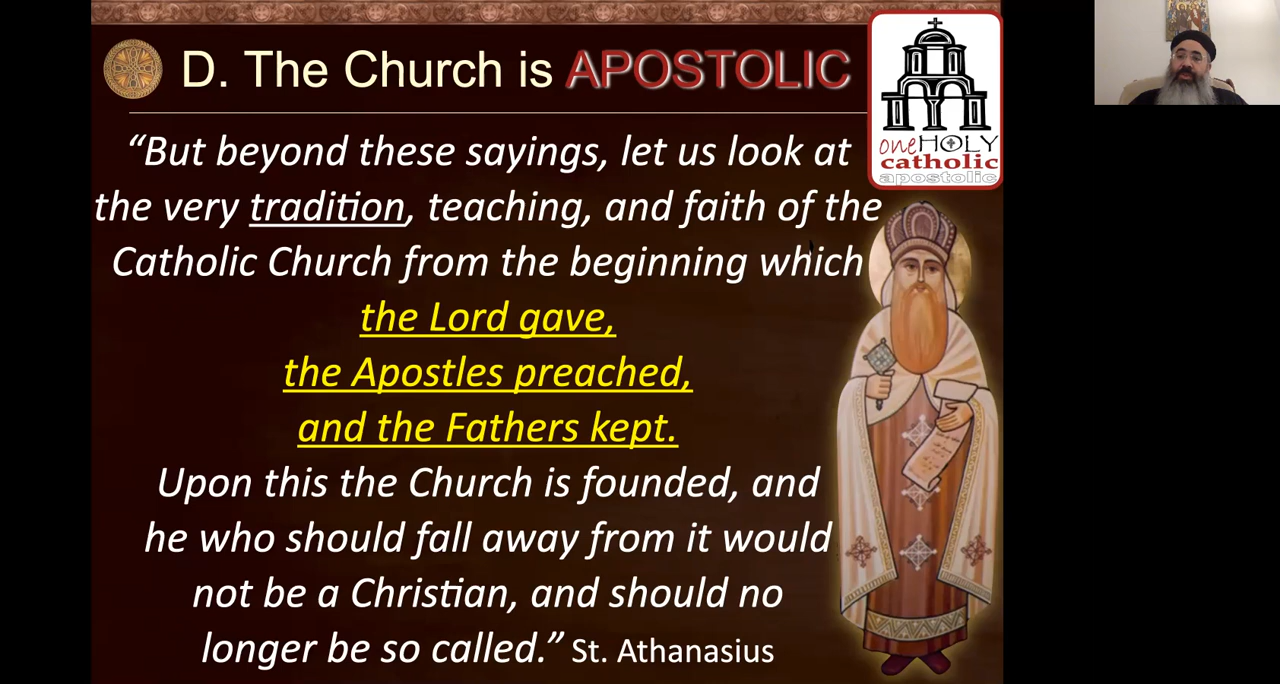 D. The Church is APOSTOLIC
oneHOLY
catholic
apostolic
“But beyond these sayings, let us look at
the very tradition, teaching, and faith of the
Catholic Church from the beginning which
the Lord gave,
the Apostles preached,
and the Fathers kept.
Upon this the Church is founded, and
he who should fall away from it would
not be a Christian, and should no
longer be so called.” St. Athanasius